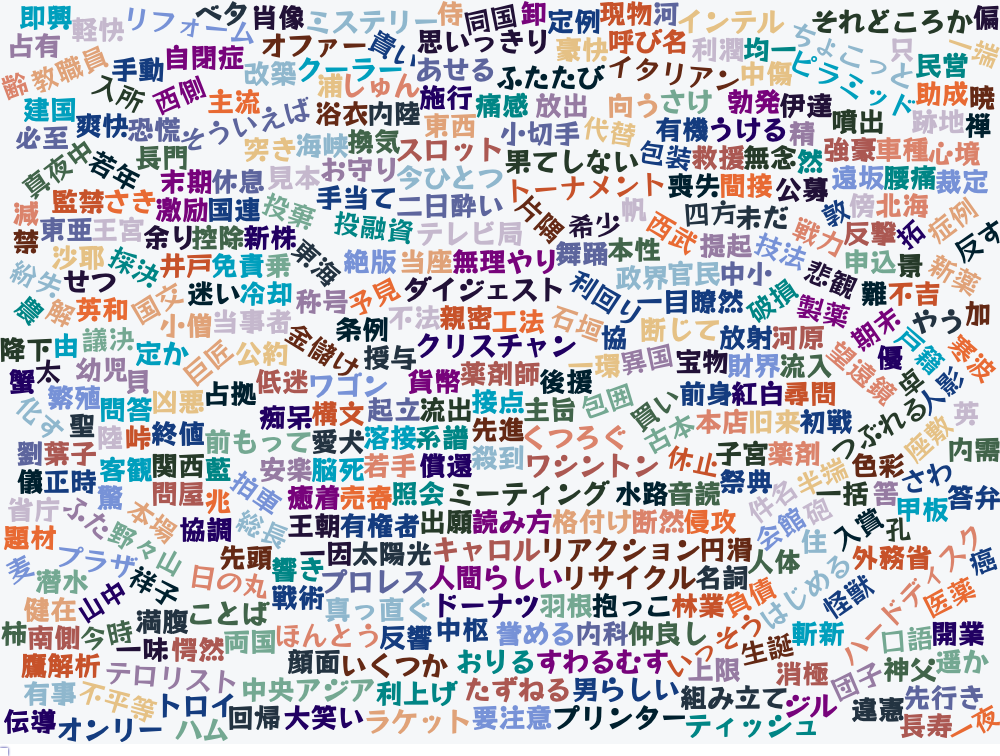 即興 軽快 リフォーム ベタ 肖像 ミステリー 侍 同国 卸 定例 現物 河 インテル それどころか 偏
占有 オファー 貴い 思いっきり 豪快 呼び名 利潤 均一 ちょこっと 只 一端
齢 教職員 手動 自閉症 改築 クーラー あせる ふたたび イタリアン 中傷 ピラミッド 民営
入所 西側 主流 浦 しゅん 施行 痛感 放出 向う さけ 勃発 伊達 助成 暁
建国 爽快 恐慌 そういえば 浴衣 内陸 東西 小切手 代替 有機 うける 精 噴出 跡地 禅
必至 真夜中 若年 長門 突き 海峡 換気 スロット 果てしない 包装 救援 無念 然 強豪 車種 心境
末期 休息 見本 お守り 今ひとつ トーナメント 喪失 間接 公募 遠坂 腰痛 裁定
減 監禁 さき 激励 国連 投棄 手当て 二日酔い 片隅 希少 帆 四方 未だ 敦 傍 北海 症例
禁 東亜 王宮 余り 控除 新株 東海 投融資 テレビ局 舞踊 本性 西武 提起 技法 戦力 反撃 拓 反す
紛失 沙耶 せつ 採決 井戸 免責 乗 絶版 当座 無理やり 政界 官民 中小 悲観 申込 景 新薬
農 解 英和 国交 迷い 冷却 称号 予見 ダイジェスト 利回り 一目瞭然 破損 製薬 難 不吉
小僧 当事者 条例 不法 親密 工法 石垣 協 断じて 放射 河原 期末 やう 加
降下 由 議決 定か 巨匠 公約 金儲け 授与 クリスチャン 一環 異国 宝物 財界 流入 望遠鏡 優 戸籍 寒波
蟹 太 幼児 貝 占拠 低迷 ワゴン 貨幣 薬剤師 後援 包囲 買い 前身 紅白 尋問 卓 人影
化す 繁殖 聖 問答 凶悪 痴呆 構文 起立 流出 接点 主旨 古本 本店 旧来 初戦 つぶれる 座敷 英
劉 葉子 陸 峠 終値 前もって 愛犬 溶接 系譜 先進 くつろぐ 休止 子宮 薬剤 内需
儀 正時 驚 客観 関西 藍 安楽 脳死 若手 償還 殺到 ワシントン 祭典 半端 色彩 さわ
省庁 ふた 本場 問屋 兆 拍車 癒着 売春 照会 ミーティング 水路 音読 件名 一括 筈 甲板 答弁
題材 野々山 協調 総長 王朝 有権者 出願 読み方 格付け 断然 侵攻 会館 砲 住 入賞 孔
麦 プラザ 先頭 響き 一因 太陽光 キャロル リアクション 円滑 人体 外務省 ハードディスク 癌
潜水 祥子 日の丸 戦術 プロレス 人間らしい リサイクル 名詞 負債 はじめる 怪獣 医薬
健在 山中 満腹 ことば 真っ直ぐ ドーナツ 羽根 抱っこ 林業 いっそう 斬新 口語 開業
柿 南側 今時 一味 愕然 両国 ほんとう 反響 中枢 誉める 内科 仲良し 生誕
鷹 解析 テロリスト 顔面 いくつか おりる すわる むす 上限 消極 団子 神父 遥か
有事 不平等 トロイ 中央アジア 利上げ たずねる 男らしい 組み立て ジル 違憲 先行き
伝導 オンリー ハム 回帰 大笑い ラケット 要注意 プリンター ティッシュ 長寿 一夜